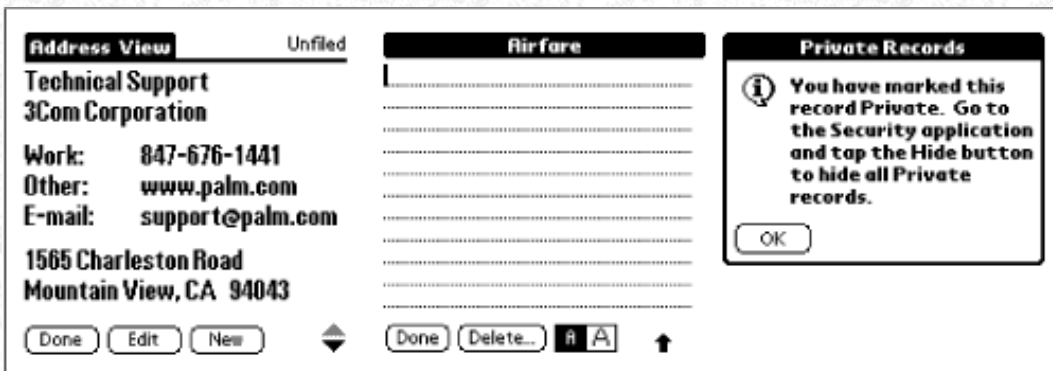 Address View Unfiled
Technical Support
3Com Corporation
Work: 847-676-1441
Other: www.palm.com
E-mail: support@palm.com
1565 Charleston Road
Mountain View, CA 94043
Done Edit New
Airfare
Done Delete... A A
Private Records
You have marked this
record Private. Go to
the Security application
and tap the Hide button
to hide all Private
records.
OK